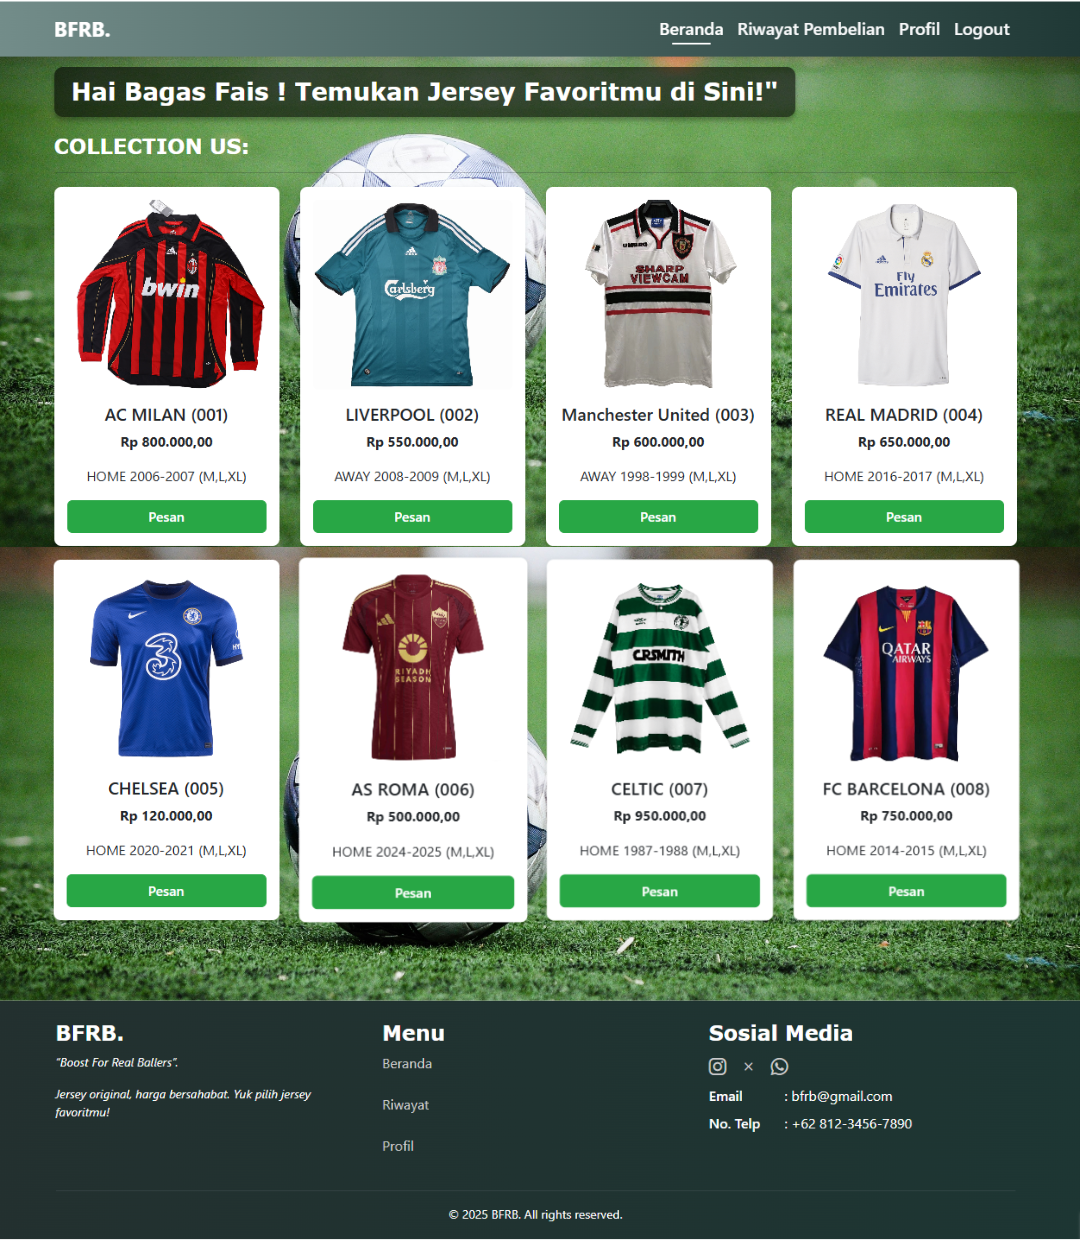 BFRB.
Beranda Riwayat Pembelian Profil Logout
Hai Bagas Fais ! Temukan Jersey Favoritmu di Sini!"
COLLECTION US:
bwin
Carlsberg
SHARP
VIEWCAM
Fly
Emirates
AC MILAN (001)
LIVERPOOL (002)
Manchester United (003)
REAL MADRID (004)
Rp 800.000,00
Rp 550.000,00
Rp 600.000,00
Rp 650.000,00
HOME 2006-2007 (M,L,XL)
AWAY 2008-2009 (M,L,XL)
AWAY 1998-1999 (M,L,XL)
HOME 2016-2017 (M,L,XL)
Pesan
Pesan
Pesan
Pesan
3
RIYADH
SEASON
CR SMITH
QATAR
AIRWAYS
CHELSEA (005)
AS ROMA (006)
CELTIC (007)
FC BARCELONA (008)
Rp 120.000,00
Rp 500.000,00
Rp 950.000,00
Rp 750.000,00
HOME 2020-2021 (M,L,XL)
HOME 2024-2025 (M,L,XL)
HOME 1987-1988 (M,L,XL)
HOME 2014-2015 (M,L,XL)
Pesan
Pesan
Pesan
Pesan
BFRB.
"Boost For Real Ballers".
Jersey original, harga bersahabat. Yuk pilih jersey
favoritmu!
Menu
Beranda
Riwayat
Profil
Sosial Media
Email : bfrb@gmail.com
No. Telp : +62 812-3456-7890
© 2025 BFRB. All rights reserved.